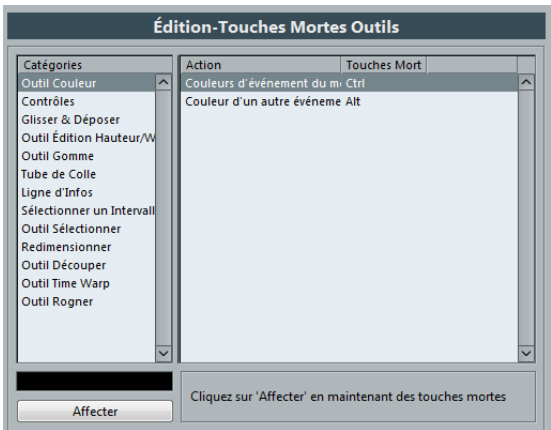 Édition-Touches Mortes Outils
Catégories
Outil Couleur
Contrôles
Glisser & Déposer
Outil Édition Hauteur/W
Outil Gomme
Tube de Colle
Ligne d'Infos
Sélectionner un Intervall
Outil Sélectionner
Redimensionner
Outil Découper
Outil Time Warp
Outil Rogner
Action Touches Mort
Couleurs d'événement du m Ctrl
Couleur d'un autre événeme Alt
Affecter
Cliquez sur 'Affecter' en maintenant des touches mortes